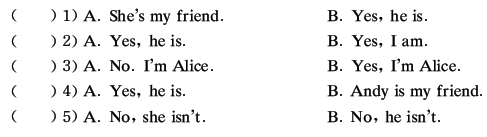 (    ) 1) A. She's my friend.    B. Yes, he is.
(    ) 2) A. Yes, he is.    B. Yes, I am.
(    ) 3) A. No. I'm Alice.    B. Yes, I'm Alice.
(    ) 4) A. Yes, he is.    B. Andy is my friend.
(    ) 5) A. No, she isn't.    B. No, he isn't.